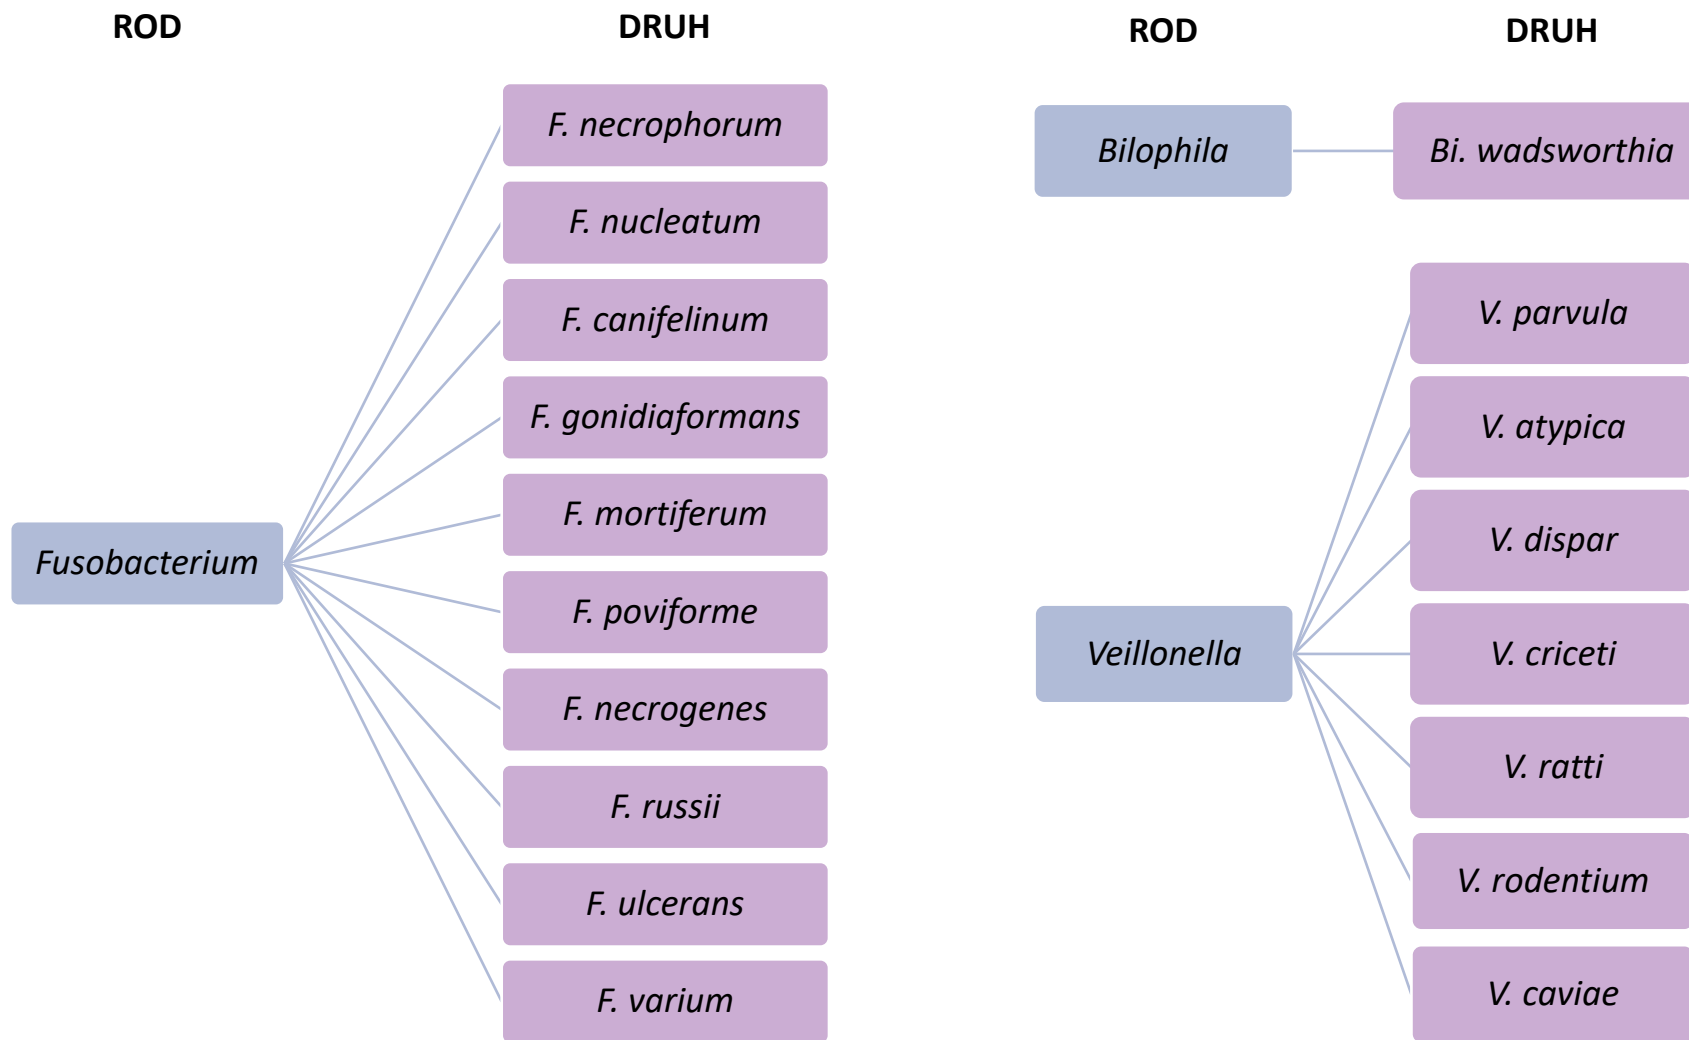 ROD
DRUH
Fusobacterium
F. necrophorum
F. nucleatum
F. canifelinum
F. gonidiaformans
F. mortiferum
F. poviforme
F. necrogenes
F. russii
F. ulcerans
F. varium
ROD
DRUH
Bilophila
Bi. wadsworthia
Veillonella
V. parvula
V. atypica
V. dispar
V. criceti
V. ratti
V. rodentium
V. caviae